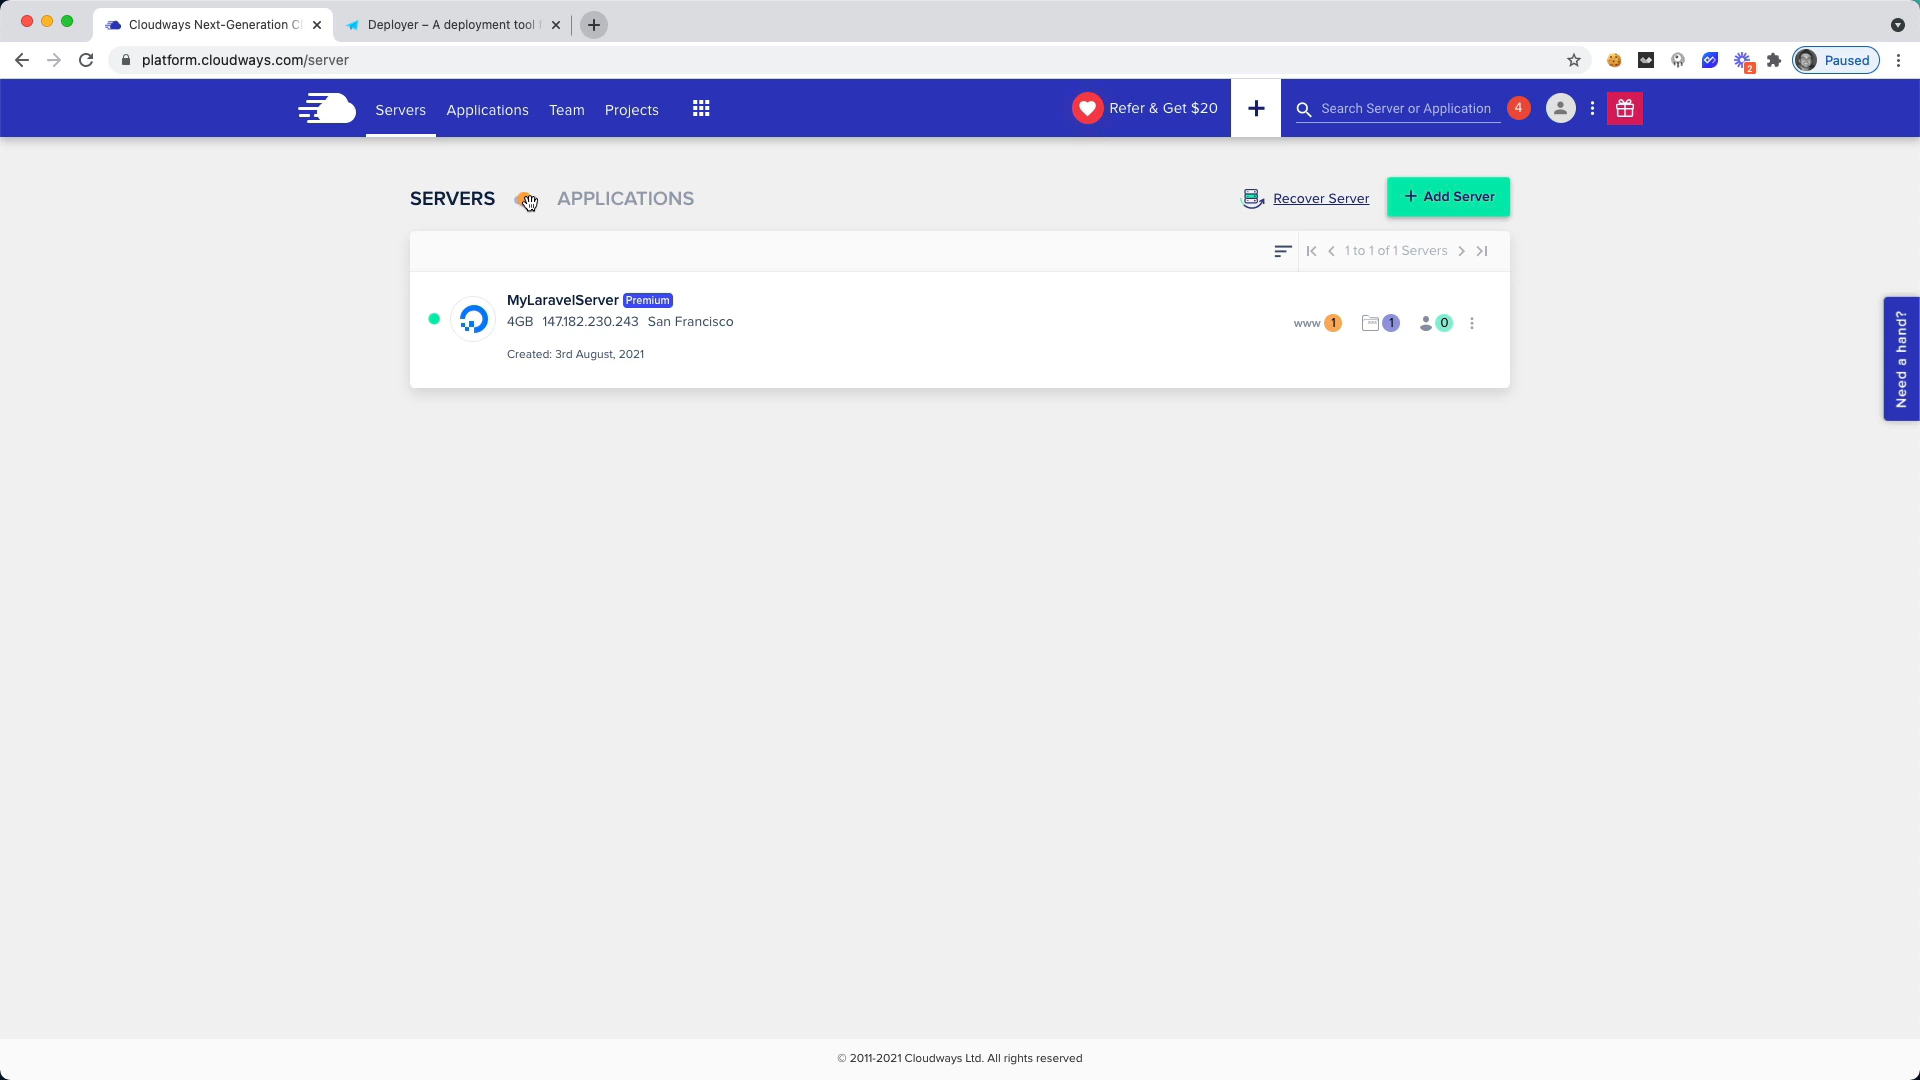 Cloudways Next-Generation C
Deployer – A deployment tool
platform.cloudways.com/server
2
Paused
Servers
Applications
Team
Projects
Refer & Get $20
Search Server or Application
4
SERVERS
APPLICATIONS
Recover Server
+ Add Server
1 to 1 of 1 Servers
MyLaravelServer Premium
4GB 147.182.230.243 San Francisco
www 1
1
0
Created: 3rd August, 2021
Need a hand?
© 2011-2021 Cloudways Ltd. All rights reserved